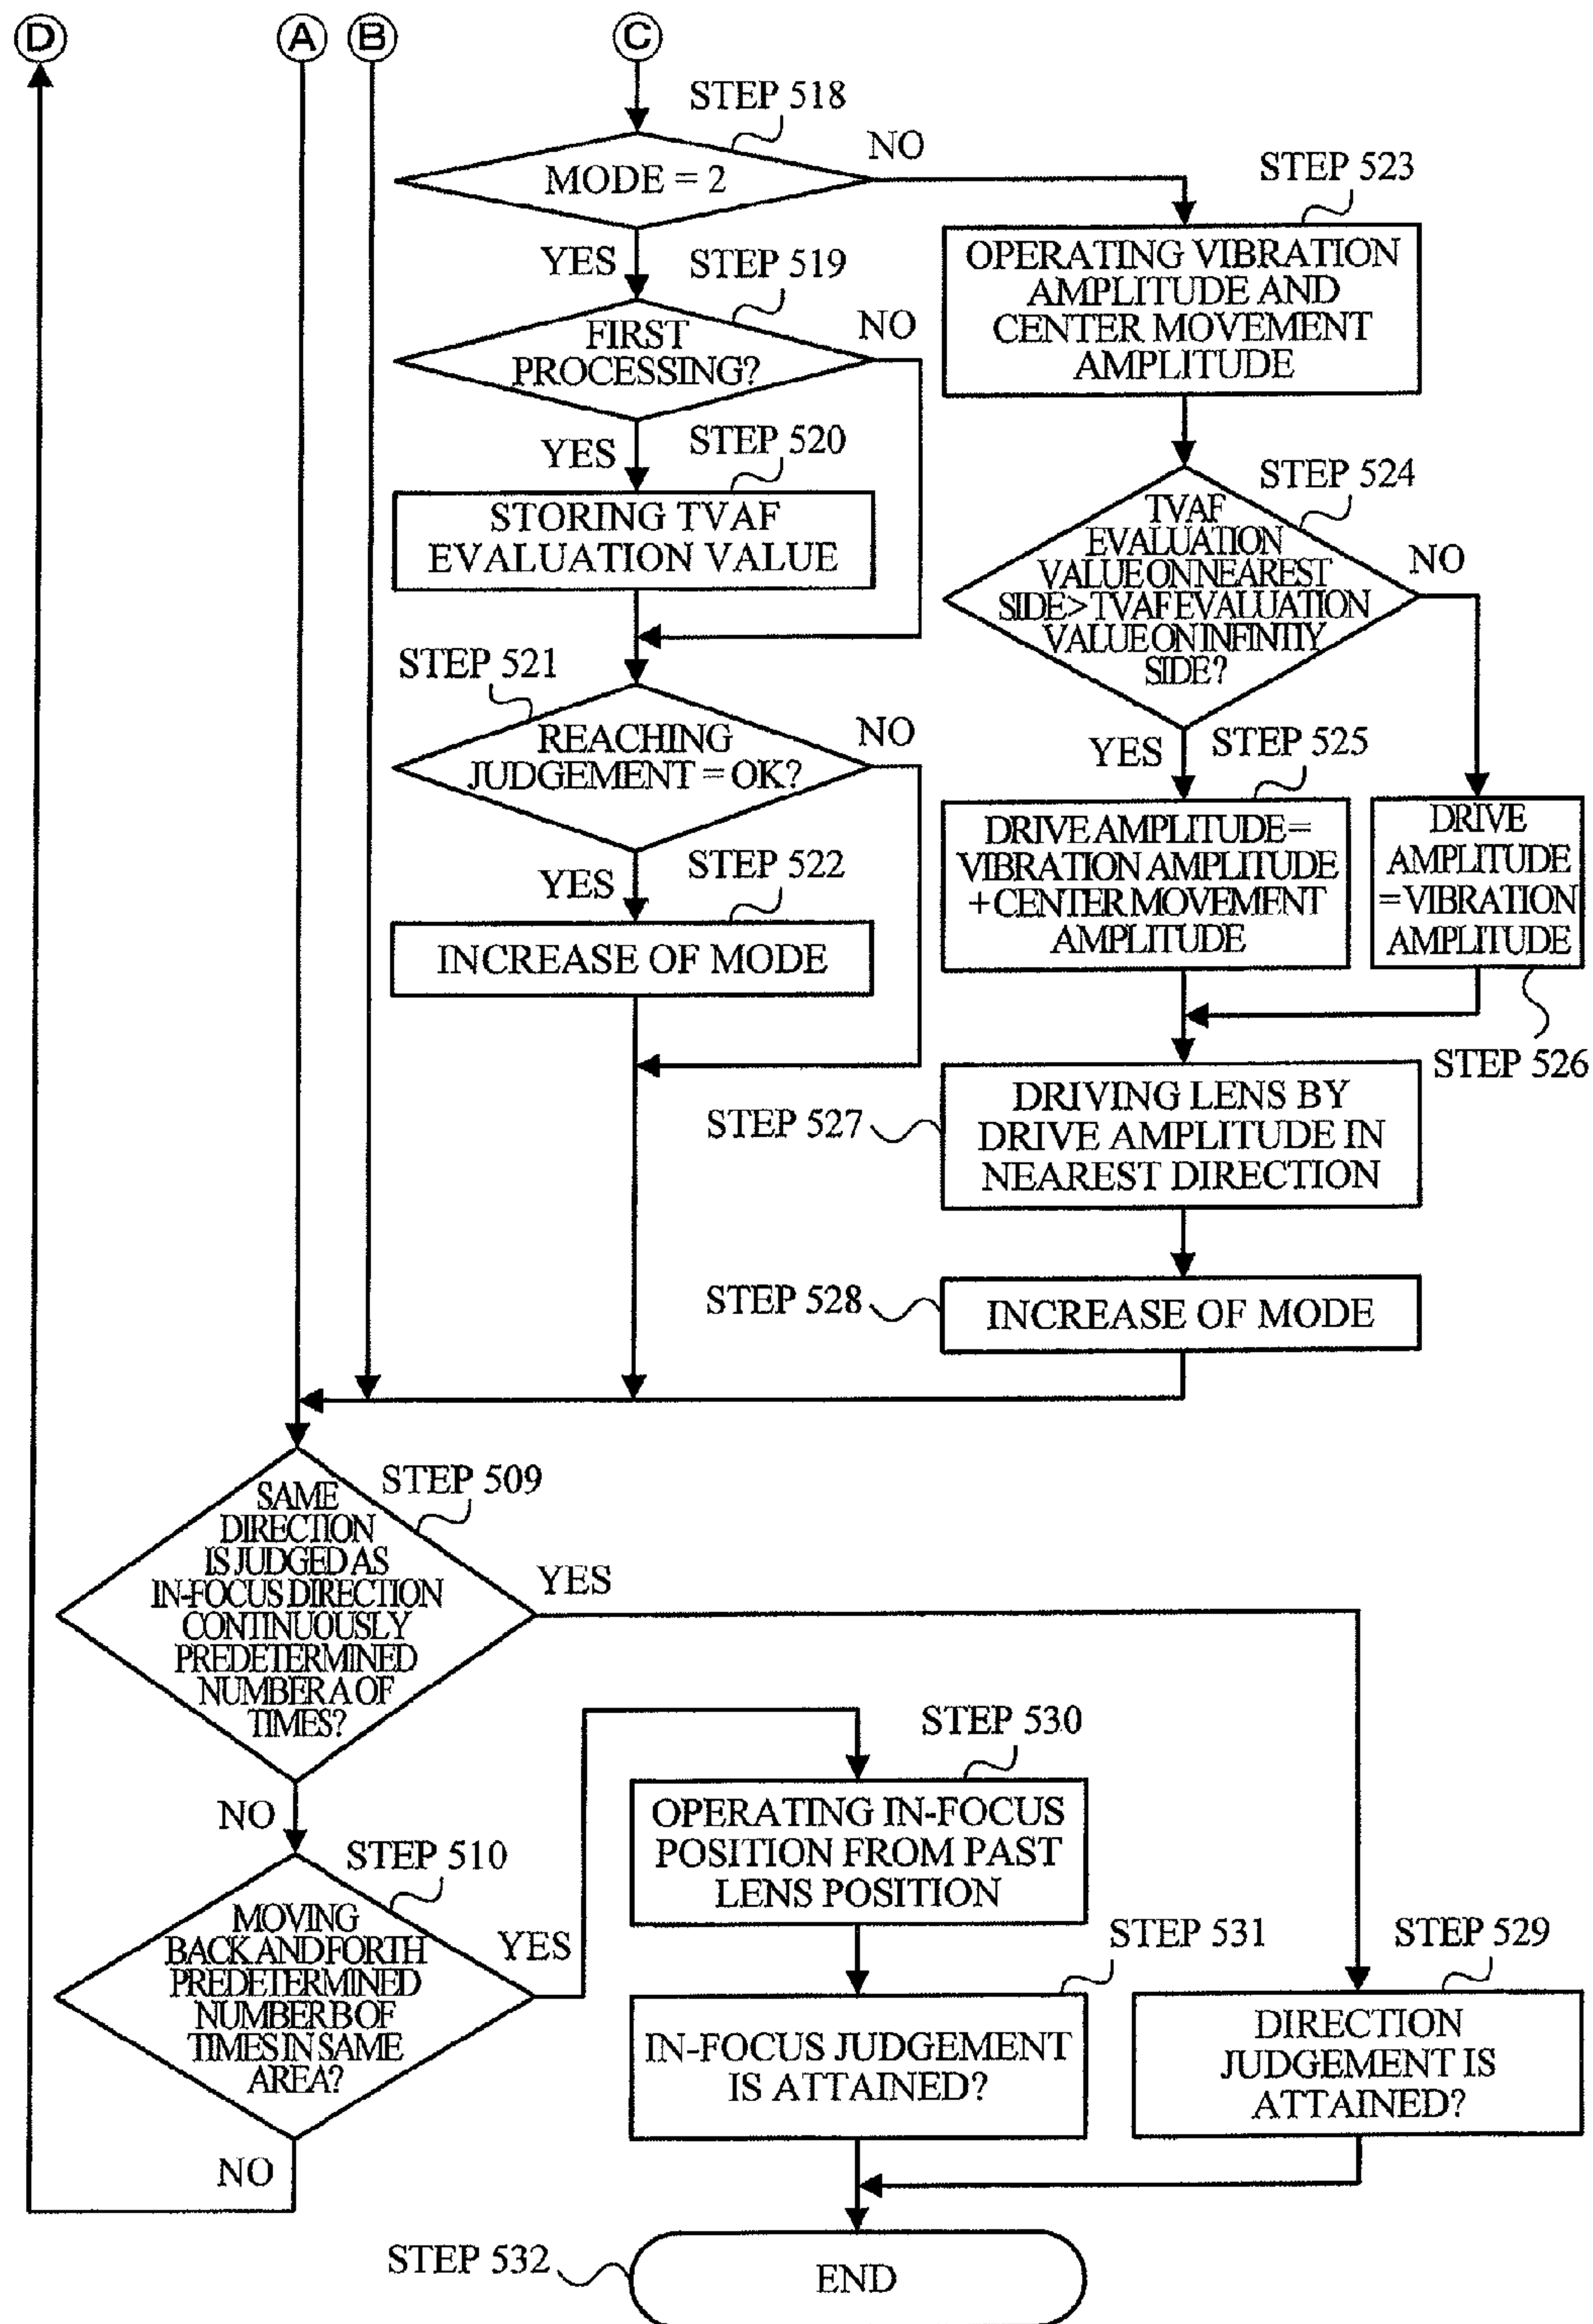 D
A
B
C
STEP 518
MODE = 2
NO
YES
STEP 519
FIRST
PROCESSING?
NO
YES
STEP 520
STORING TVAF
EVALUATION VALUE
STEP 521
REACHING
JUDGEMENT = OK?
NO
YES
STEP 522
INCREASE OF MODE
STEP 523
OPERATING VIBRATION
AMPLITUDE AND
CENTER MOVEMENT
AMPLITUDE
STEP 524
TVAF
EVALUATION
VALUE ON NEAREST
SIDE > TVAF EVALUATION
VALUE ON INFINTIY
SIDE?
NO
YES
STEP 525
DRIVE AMPLITUDE =
VIBRATION AMPLITUDE
+ CENTER MOVEMENT
AMPLITUDE
DRIVE
AMPLITUDE
= VIBRATION
AMPLITUDE
STEP 526
STEP 527
DRIVING LENS BY
DRIVE AMPLITUDE IN
NEAREST DIRECTION
STEP 528
INCREASE OF MODE
STEP 509
SAME
DIRECTION
IS JUDGED AS
IN-FOCUS DIRECTION
CONTINUOUSLY
PREDETERMINED
NUMBER A OF
TIMES?
YES
NO
STEP 510
MOVING
BACK AND FORTH
PREDETERMINED
NUMBER B OF
TIMES IN SAME
AREA?
YES
NO
STEP 530
OPERATING IN-FOCUS
POSITION FROM PAST
LENS POSITION
STEP 531
IN-FOCUS JUDGEMENT
IS ATTAINED?
STEP 529
DIRECTION
JUDGEMENT IS
ATTAINED?
STEP 532
END